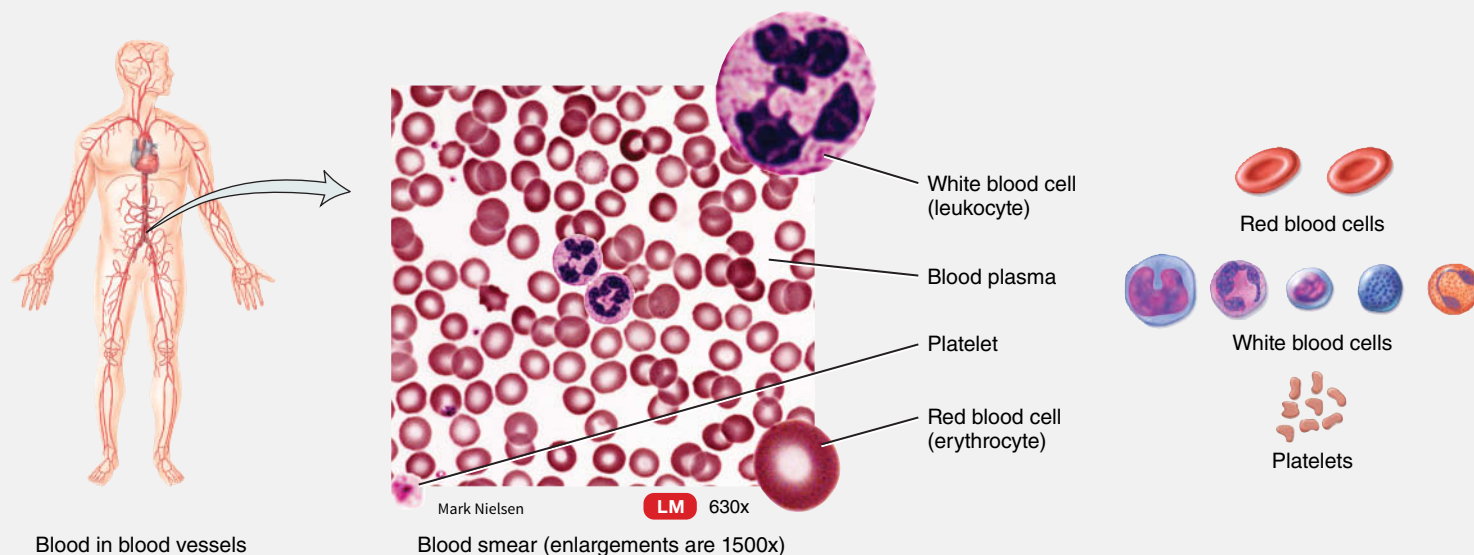 White blood cell
(leukocyte)
Blood plasma
Platelet
Red blood cell
(erythrocyte)
Red blood cells
White blood cells
Platelets
Mark Nielsen
LM 630x
Blood in blood vessels
Blood smear (enlargements are 1500x)